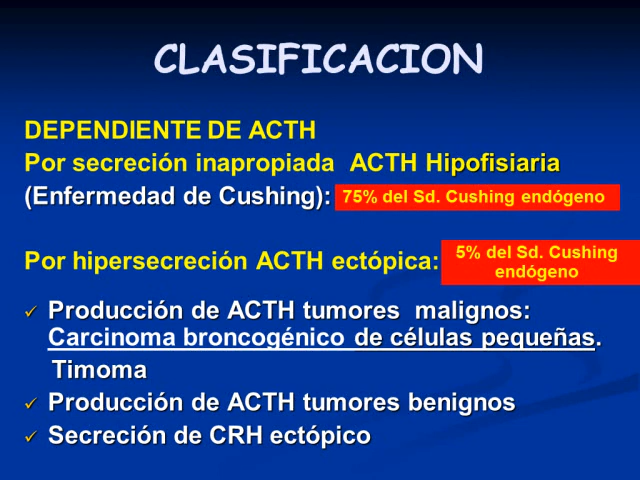 CLASIFICACION
DEPENDIENTE DE ACTH
Por secreción inapropiada ACTH Hipofisiaria
(Enfermedad de Cushing): 75% del Sd. Cushing endógeno
Por hipersecreción ACTH ectópica: 5% del Sd. Cushing
endógeno
✓ Producción de ACTH tumores malignos:
Carcinoma broncogénico de células pequeñas.
Timoma
✓ Producción de ACTH tumores benignos
✓ Secreción de CRH ectópico